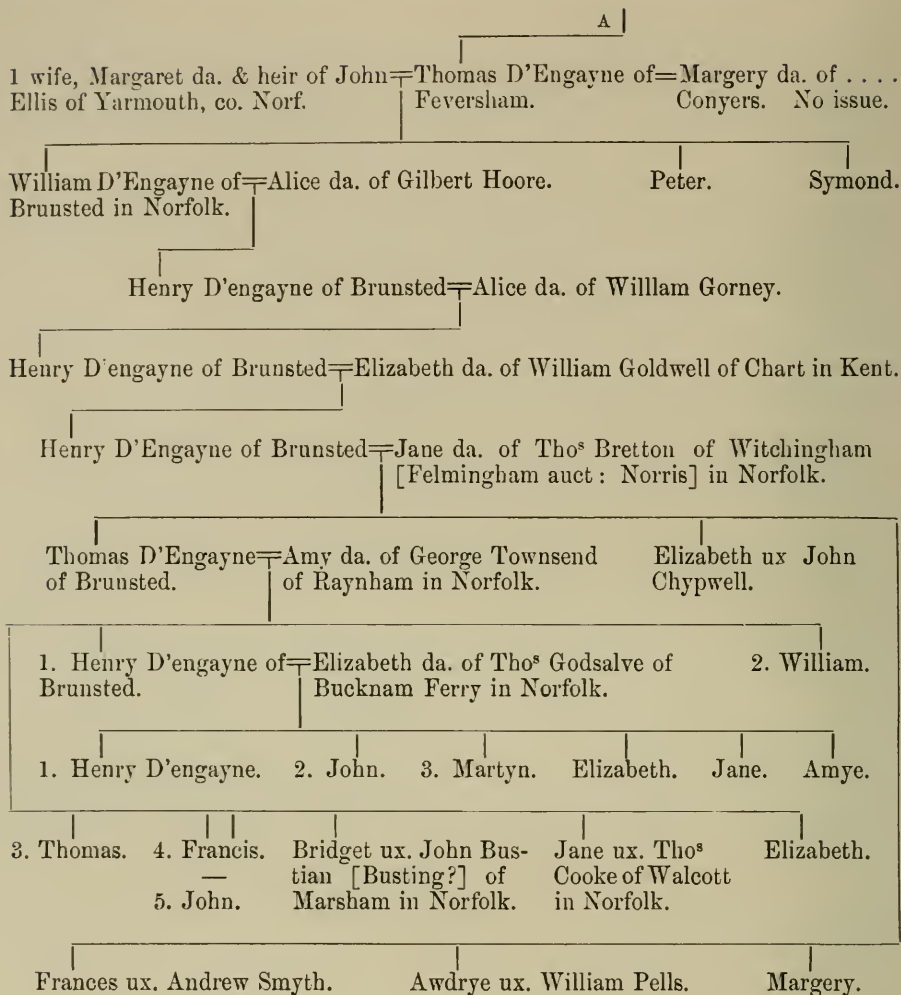 A
1 wife, Margaret da. & heir of John=Thomas D'Engayne of=Margery da. of . . . .
Ellis of Yarmouth, co. Norf. Feversham. Conyers. No issue.
William D'Engayne of=Alice da. of Gilbert Hoore. Peter. Symond.
Brunsted in Norfolk.
Henry D'engayne of Brunsted=Alice da. of Willlam Gorney.
Henry D'engayne of Brunsted=Elizabeth da. of William Goldwell of Chart in Kent.
Henry D'Engayne of Brunsted=Jane da. of Thoˢ Bretton of Witchingham
[Felmingham auct: Norris] in Norfolk.
Thomas D'Engayne=Amy da. of George Townsend Elizabeth ux John
of Brunsted. of Raynham in Norfolk. Chypwell.
1. Henry D'engayne of=Elizabeth da. of Thoˢ Godsalve of 2. William.
Brunsted. Bucknam Ferry in Norfolk.
1. Henry D'engayne. 2. John. 3. Martyn. Elizabeth. Jane. Amye.
3. Thomas. 4. Francis. Bridget ux. John Bus- Jane ux. Thoˢ Elizabeth.
— tian [Busting?] of Cooke of Walcott
5. John. Marsham in Norfolk. in Norfolk.
Frances ux. Andrew Smyth. Awdrye ux. William Pells. Margery.